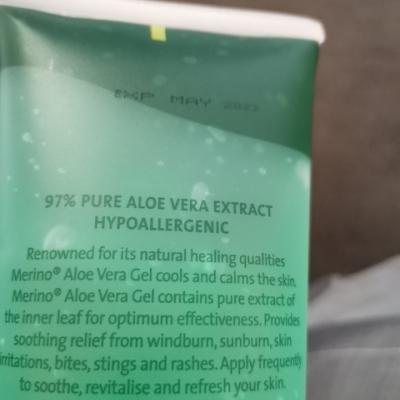 EXP MAY 2023
97% PURE ALOE VERA EXTRACT
HYPOALLERGENIC
Renowned for its natural healing qualities
Merino® Aloe Vera Gel cools and calms the skin.
Merino® Aloe Vera Gel contains pure extract of
the inner leaf for optimum effectiveness. Provides
soothing relief from windburn, sunburn, skin
irritations, bites, stings and rashes. Apply frequently
to soothe, revitalise and refresh your skin.